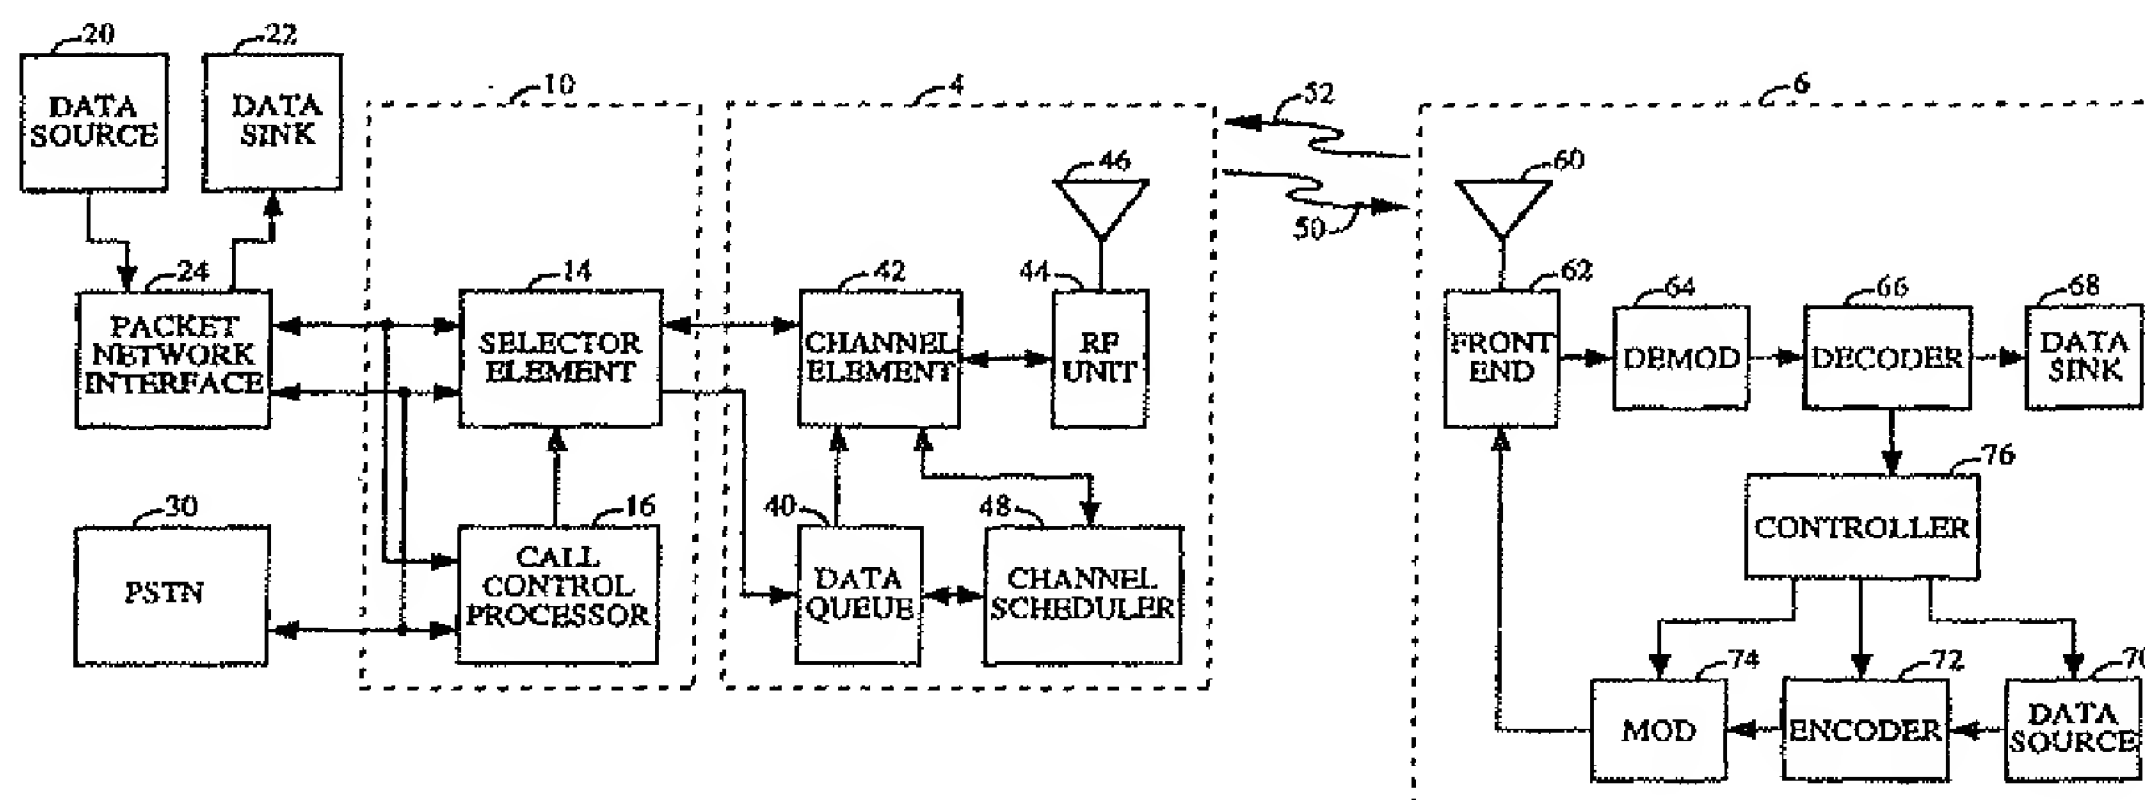 20
22
DATA
SOURCE
DATA
SINK
10
4
52
50
6
24
PACKET
NETWORK
INTERFACE
14
SELECTOR
ELEMENT
42
CHANNEL
ELEMENT
46
44
RF
UNIT
30
PSTN
16
CALL
CONTROL
PROCESSOR
40
DATA
QUEUE
48
CHANNEL
SCHEDULER
60
62
FRONT
END
64
DEMOD
66
DECODER
68
DATA
SINK
76
CONTROLLER
74
MOD
72
ENCODER
70
DATA
SOURCE